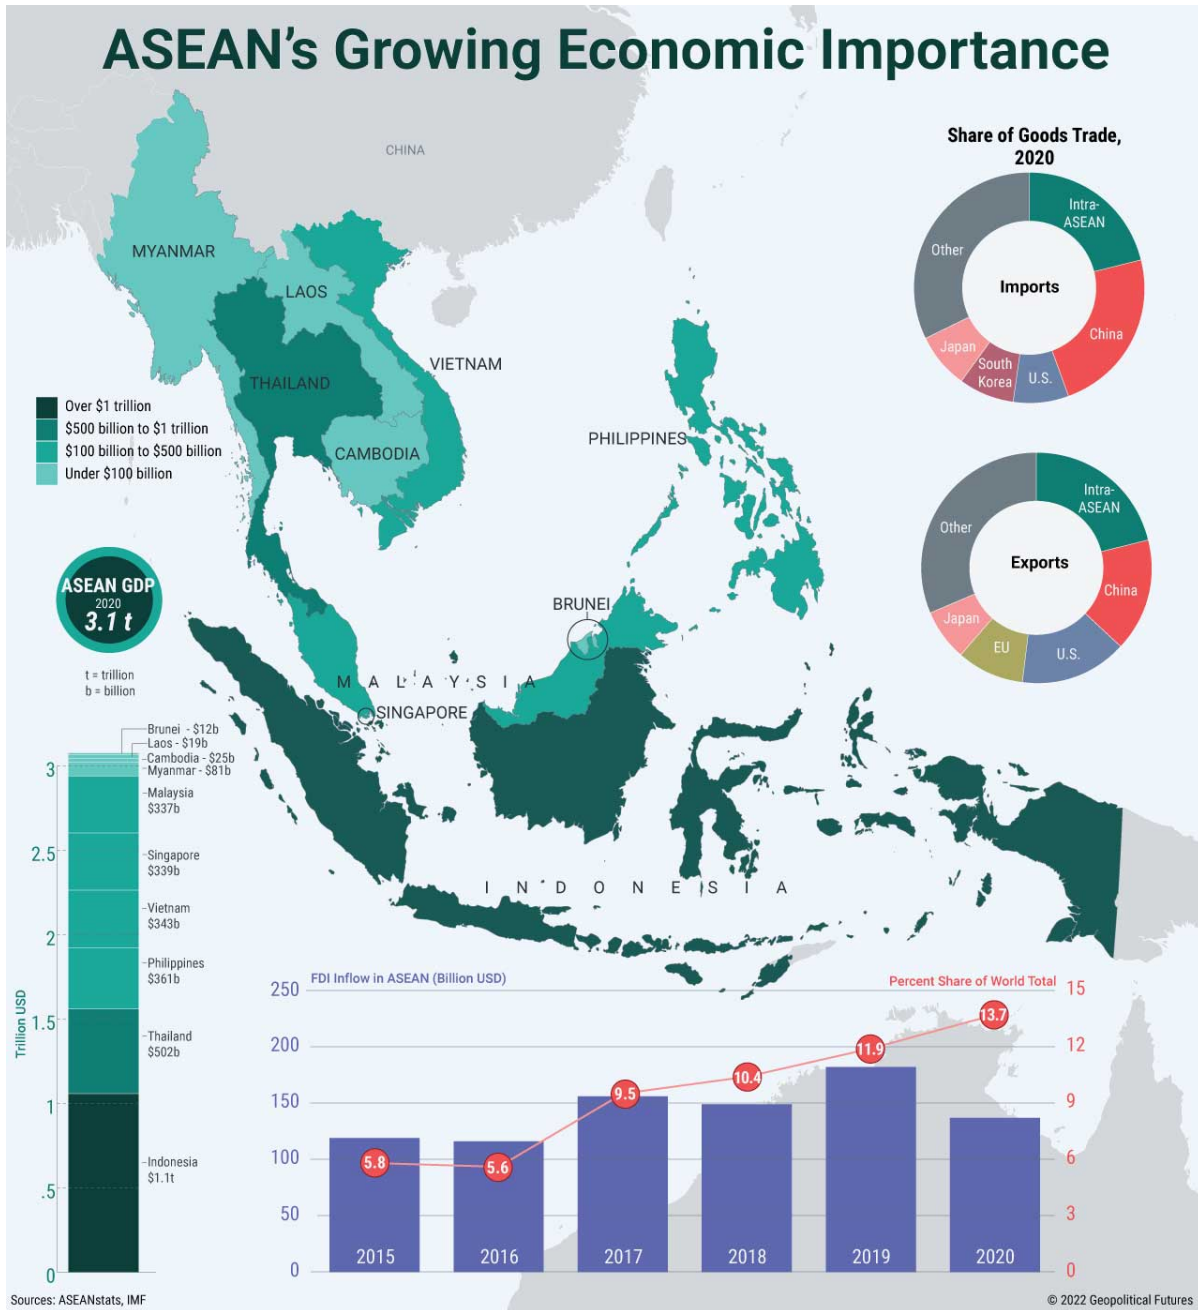 ASEAN's Growing Economic Importance
CHINA
MYANMAR
LAOS
VIETNAM
THAILAND
CAMBODIA
PHILIPPINES
BRUNEI
MALAYSIA
SINGAPORE
INDONESIA
Over $1 trillion
$500 billion to $1 trillion
$100 billion to $500 billion
Under $100 billion
ASEAN GDP
2020
3.1 t
t = trillion
b = billion
Share of Goods Trade,
2020
Imports
Intra-
ASEAN
China
U.S.
South
Korea
Japan
Other
Exports
Intra-
ASEAN
China
U.S.
EU
Japan
Other
Trillion USD
3
2.5
2
1.5
1
.5
0
Brunei - $12b
Laos - $19b
Cambodia - $25b
Myanmar - $81b
Malaysia
$337b
Singapore
$339b
Vietnam
$343b
Philippines
$361b
Thailand
$502b
Indonesia
$1.1t
FDI Inflow in ASEAN (Billion USD)
Percent Share of World Total
250
200
150
100
50
0
15
12
9
6
3
0
5.8
5.6
9.5
10.4
11.9
13.7
2015
2016
2017
2018
2019
2020
Sources: ASEANstats, IMF
© 2022 Geopolitical Futures